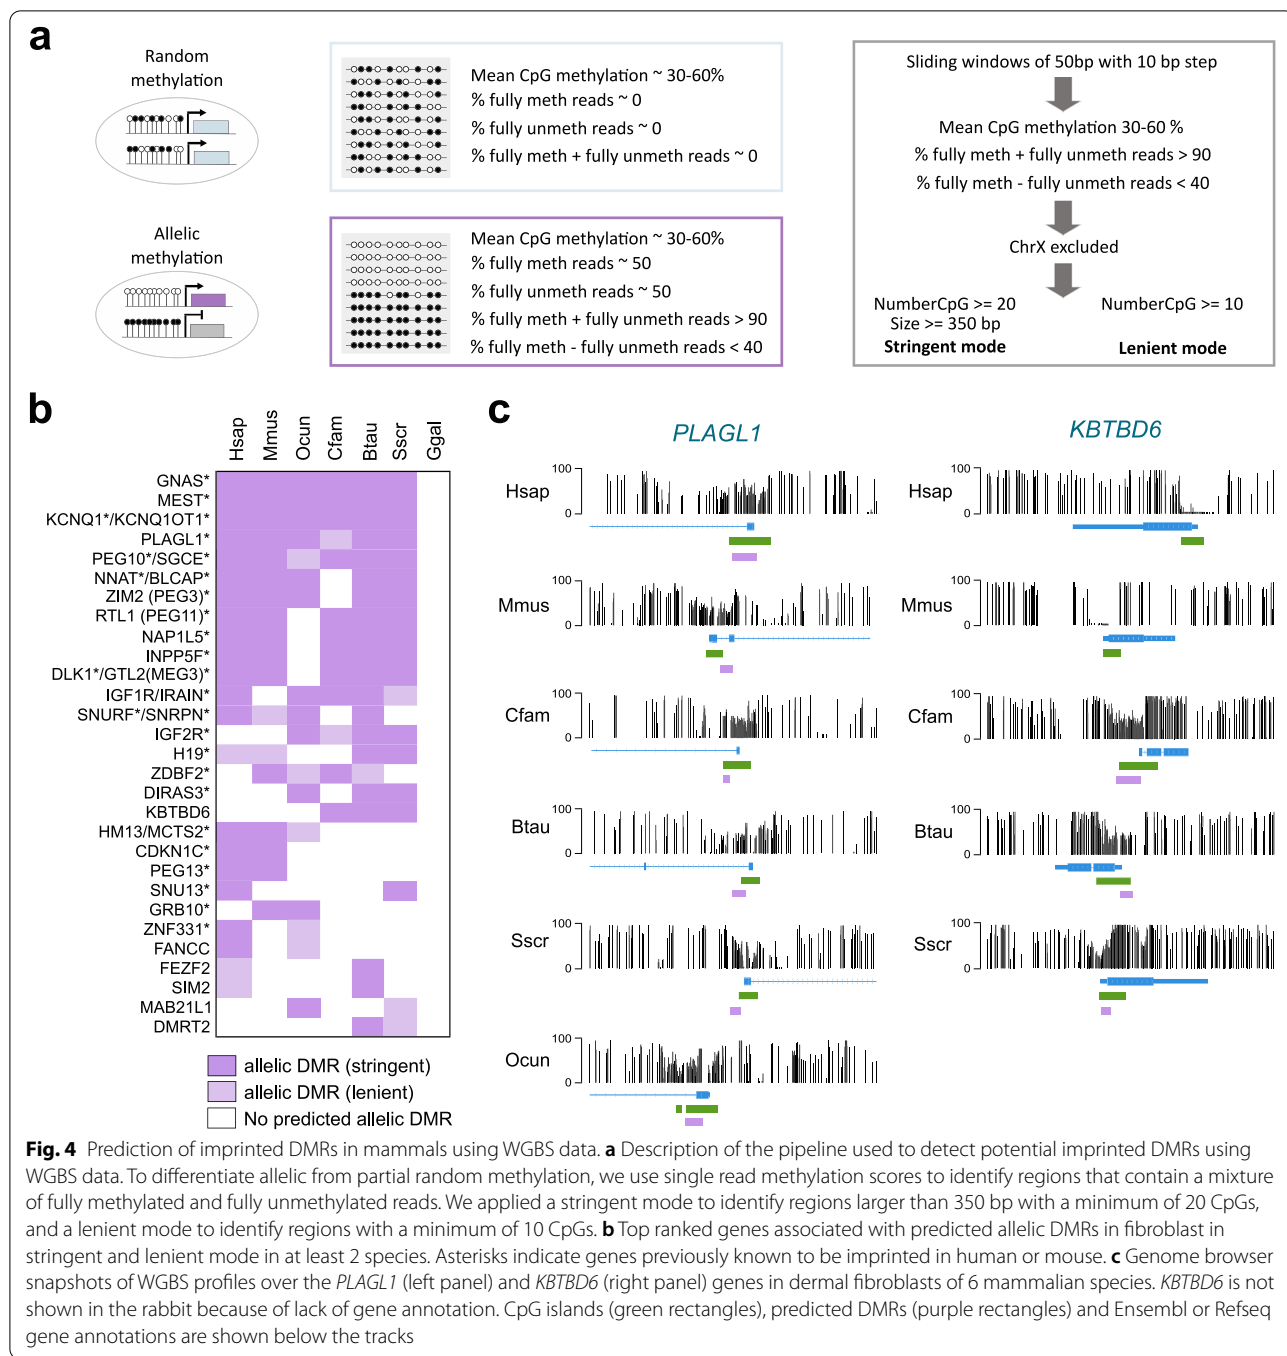 a
Random
methylation
Mean CpG methylation ~ 30-60%
% fully meth reads ~ 0
% fully unmeth reads ~ 0
% fully meth + fully unmeth reads ~ 0
Allelic
methylation
Mean CpG methylation ~ 30-60%
% fully meth reads ~ 50
% fully unmeth reads ~ 50
% fully meth + fully unmeth reads > 90
% fully meth - fully unmeth reads < 40
Sliding windows of 50bp with 10 bp step
Mean CpG methylation 30-60 %
% fully meth + fully unmeth reads > 90
% fully meth - fully unmeth reads < 40
ChrX excluded
NumberCpG >= 20
Size >= 350 bp
Stringent mode
NumberCpG >= 10
Lenient mode
b
Hsap
Mmus
Ocun
Cfam
Btau
Sscr
Ggal
GNAS*
MEST*
KCNQ1*/KCNQ1OT1*
PLAGL1*
PEG10*/SGCE*
NNAT*/BLCAP*
ZIM2 (PEG3)*
RTL1 (PEG11)*
NAP1L5*
INPP5F*
DLK1*/GTL2(MEG3)*
IGF1R/IRAIN*
SNURF*/SNRPN*
IGF2R*
H19*
ZDBF2*
DIRAS3*
KBTBD6
HM13/MCTS2*
CDKN1C*
PEG13*
SNU13*
GRB10*
ZNF331*
FANCC
FEZF2
SIM2
MAB21L1
DMRT2
allelic DMR (stringent)
allelic DMR (lenient)
No predicted allelic DMR
c
PLAGL1
Hsap
100
0
Mmus
100
0
Cfam
100
0
Btau
100
0
Sscr
100
0
Ocun
100
0
KBTBD6
Hsap
100
0
Mmus
100
0
Cfam
100
0
Btau
100
0
Sscr
100
0
Fig. 4 Prediction of imprinted DMRs in mammals using WGBS data. a Description of the pipeline used to detect potential imprinted DMRs using
WGBS data. To differentiate allelic from partial random methylation, we use single read methylation scores to identify regions that contain a mixture
of fully methylated and fully unmethylated reads. We applied a stringent mode to identify regions larger than 350 bp with a minimum of 20 CpGs,
and a lenient mode to identify regions with a minimum of 10 CpGs. b Top ranked genes associated with predicted allelic DMRs in fibroblast in
stringent and lenient mode in at least 2 species. Asterisks indicate genes previously known to be imprinted in human or mouse. c Genome browser
snapshots of WGBS profiles over the PLAGL1 (left panel) and KBTBD6 (right panel) genes in dermal fibroblasts of 6 mammalian species. KBTBD6 is not
shown in the rabbit because of lack of gene annotation. CpG islands (green rectangles), predicted DMRs (purple rectangles) and Ensembl or Refseq
gene annotations are shown below the tracks